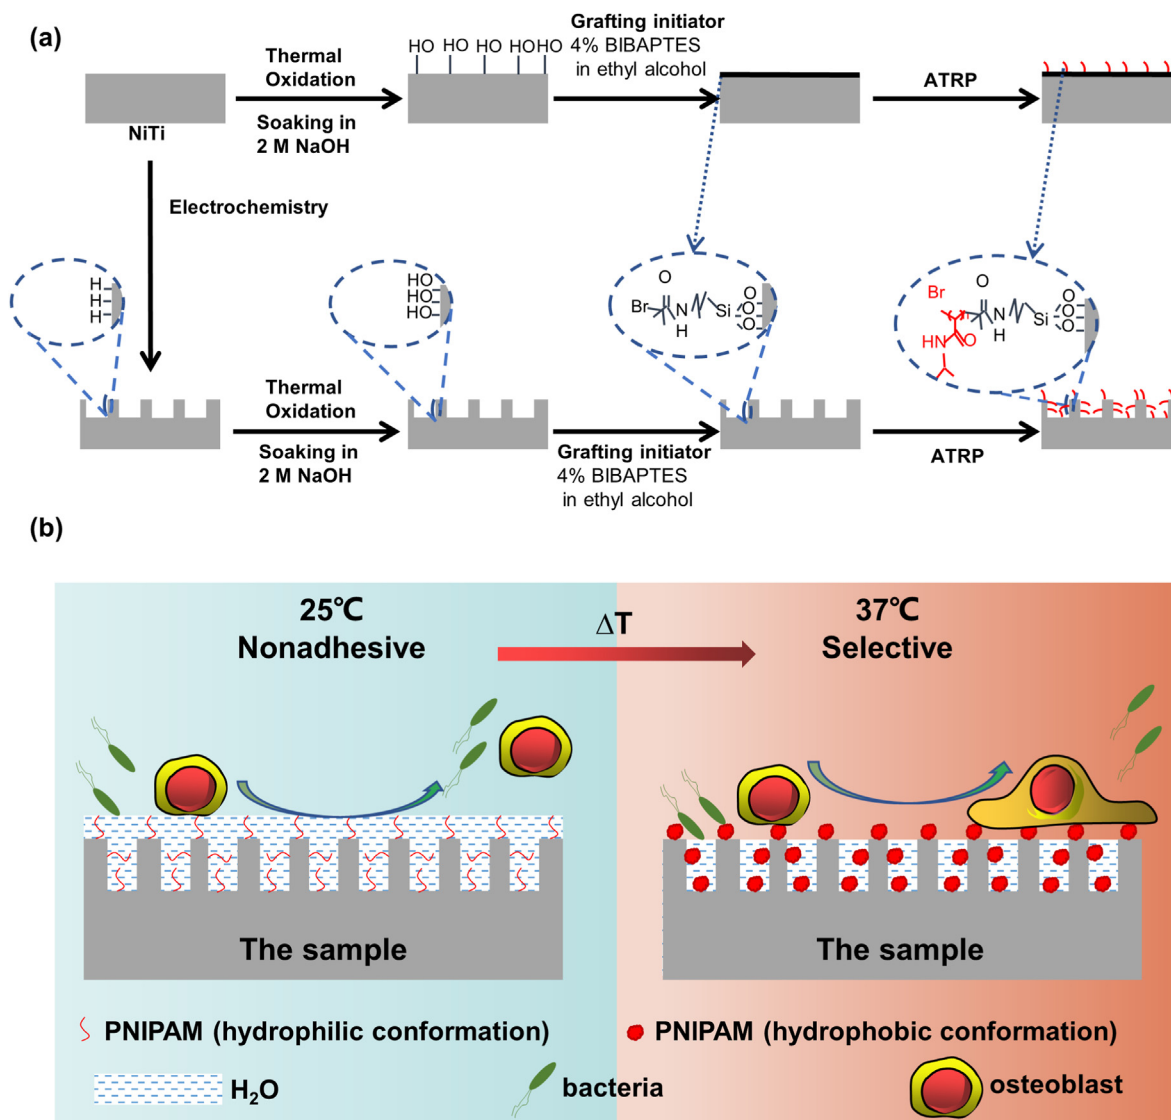 (a)
Thermal
Oxidation
Soaking in
2 M NaOH
HO HO HO HO HO
Grafting initiator
4% BIBAPTES
in ethyl alcohol
ATRP
NiTi
Electrochemistry
H
H
H
HO
HO
HO
O
Br
N
H
Si
O
O
O
O
Br
HN
O
N
H
Si
O
O
O
Thermal
Oxidation
Soaking in
2 M NaOH
Grafting initiator
4% BIBAPTES
in ethyl alcohol
ATRP
(b)
25℃
Nonadhesive
ΔT
37℃
Selective
The sample
The sample
PNIPAM (hydrophilic conformation)
PNIPAM (hydrophobic conformation)
H₂O
bacteria
osteoblast